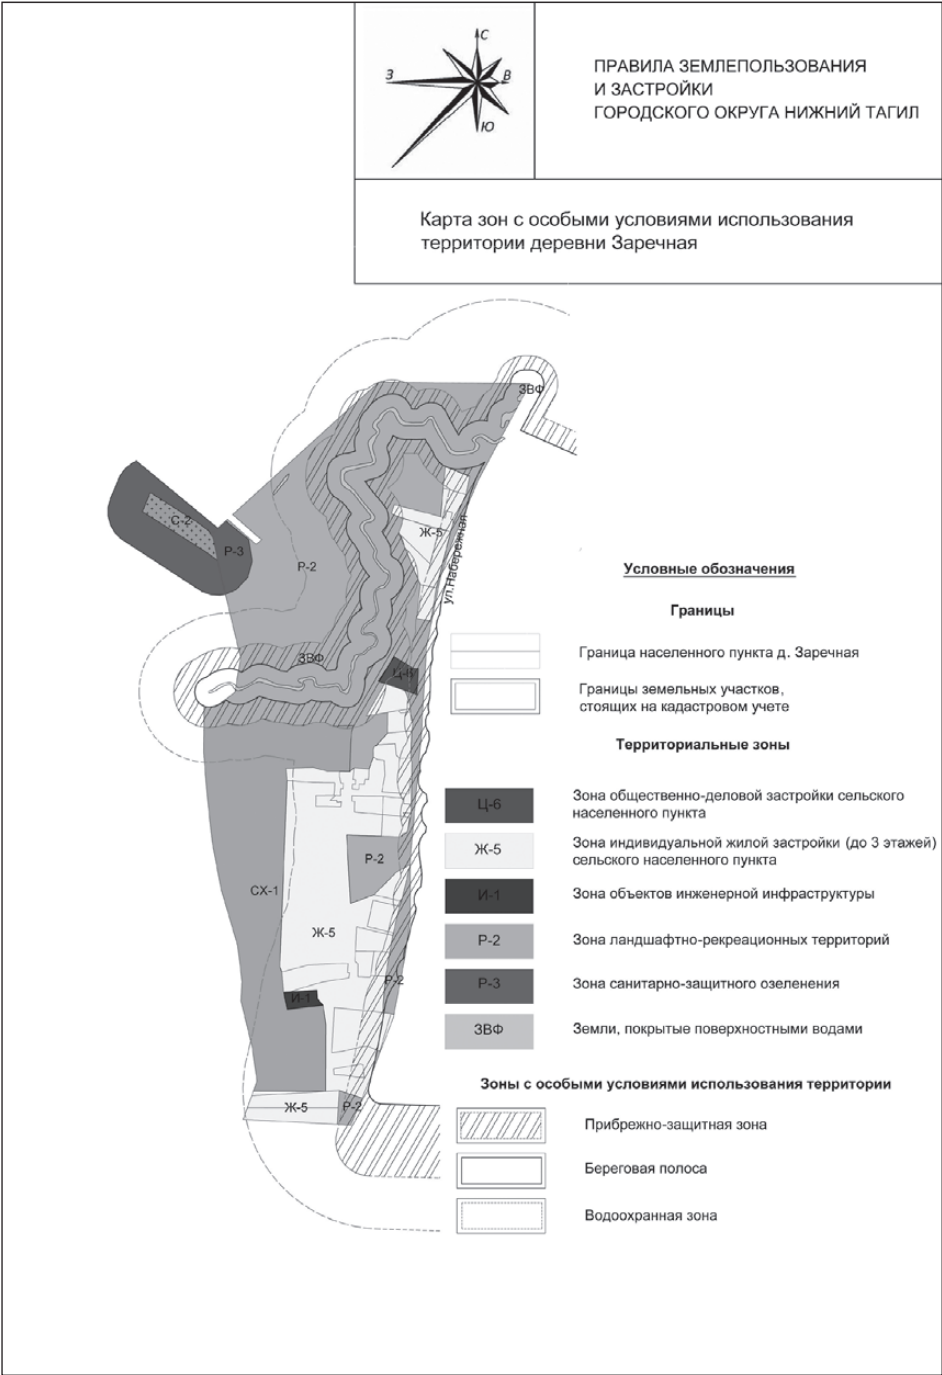 С
З
В
Ю
ПРАВИЛА ЗЕМЛЕПОЛЬЗОВАНИЯ
И ЗАСТРОЙКИ
ГОРОДСКОГО ОКРУГА НИЖНИЙ ТАГИЛ
Карта зон с особыми условиями использования
территории деревни Заречная
ЗВФ
С-2
Р-3
Р-2
Ж-5
ул.Набережная
ЗВФ
Ц-6
Р-2
СХ-1
Ж-5
Р-2
И-1
Ж-5
Р-2
Условные обозначения
Границы
Граница населенного пункта д. Заречная
Границы земельных участков,
стоящих на кадастровом учете
Территориальные зоны
Ц-6
Зона общественно-деловой застройки сельского
населенного пункта
Ж-5
Зона индивидуальной жилой застройки (до 3 этажей)
сельского населенного пункта
И-1
Зона объектов инженерной инфраструктуры
Р-2
Зона ландшафтно-рекреационных территорий
Р-3
Зона санитарно-защитного озеленения
ЗВФ
Земли, покрытые поверхностными водами
Зоны с особыми условиями использования территории
Прибрежно-защитная зона
Береговая полоса
Водоохранная зона